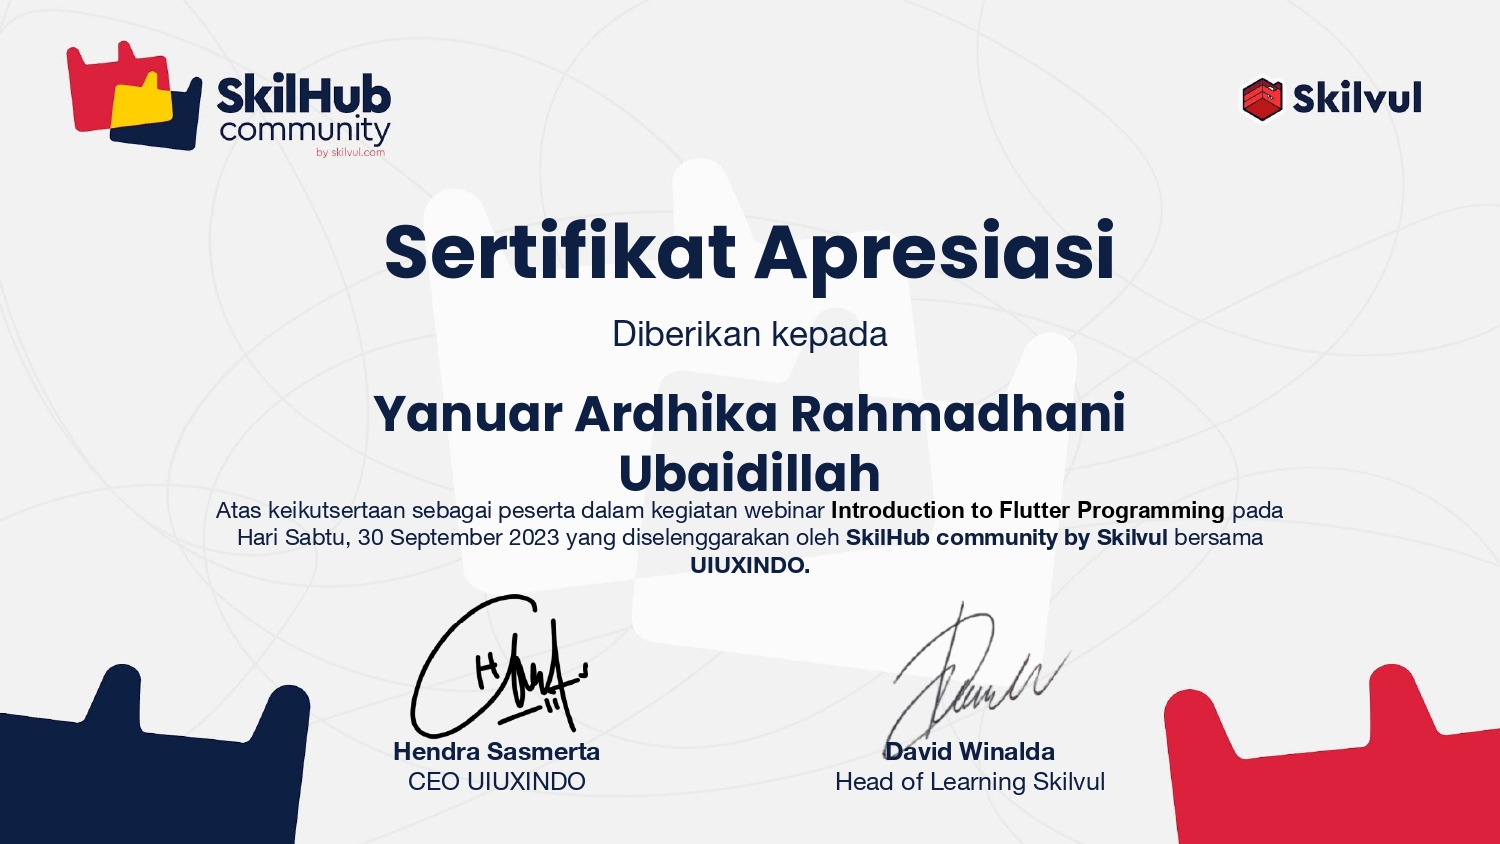 SkilHub
community
by skilvul.com
Skilvul
Sertifikat Apresiasi
Diberikan kepada
Yanuar Ardhika Rahmadhani
Ubaidillah
Atas keikutsertaan sebagai peserta dalam kegiatan webinar Introduction to Flutter Programming pada
Hari Sabtu, 30 September 2023 yang diselenggarakan oleh SkilHub community by Skilvul bersama
UIUXINDO.
Hendra Sasmerta
CEO UIUXINDO
David Winalda
Head of Learning Skilvul